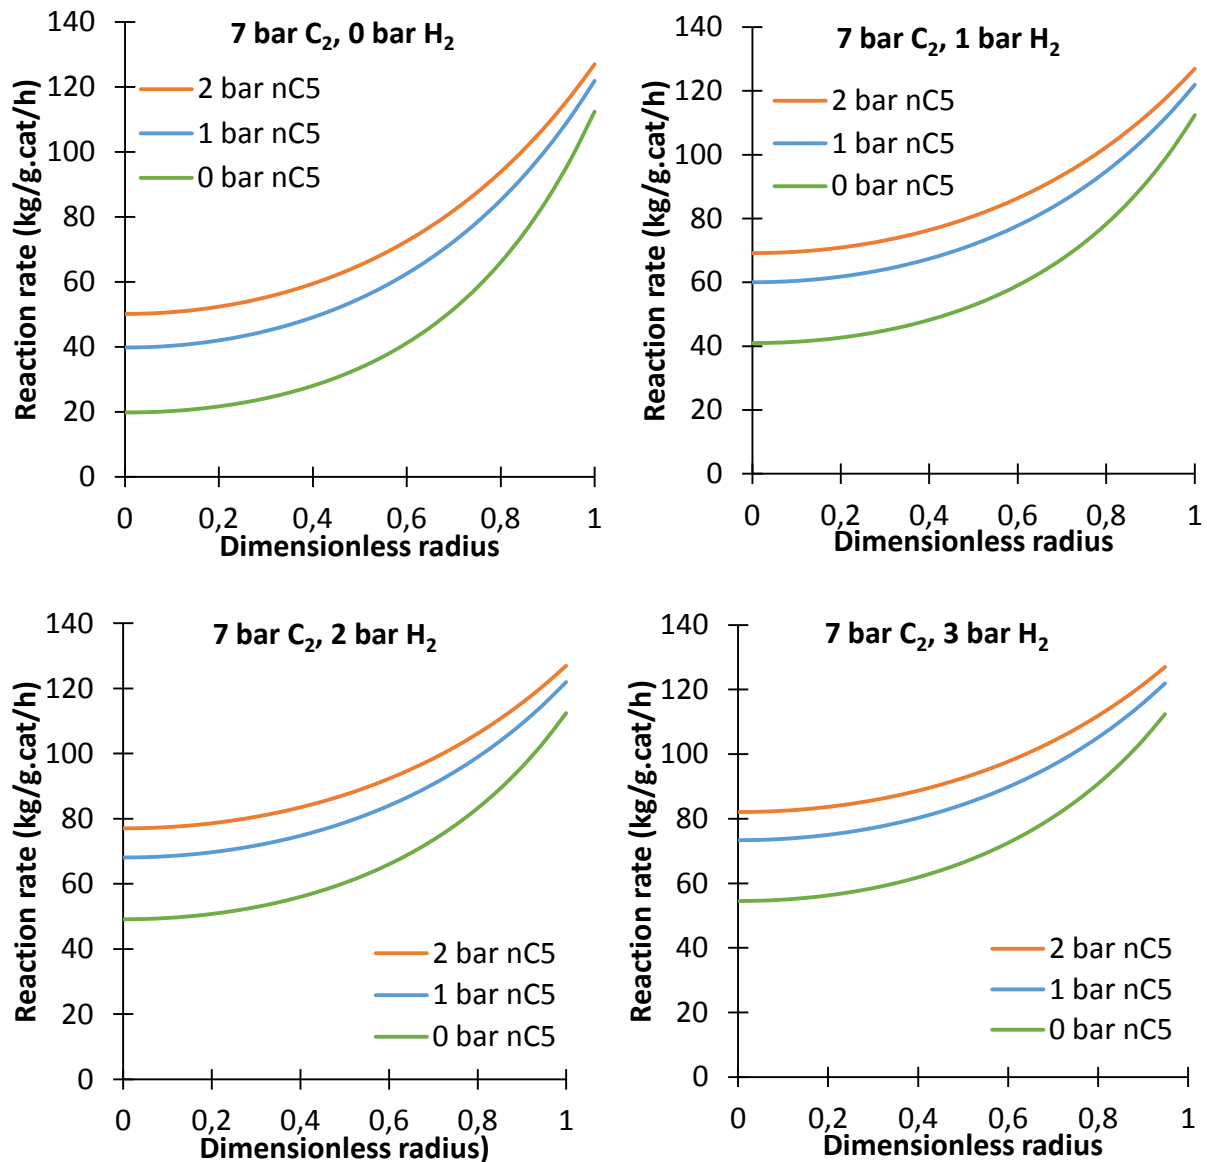 7 bar C₂, 0 bar H₂
Reaction rate (kg/g.cat/h)
140
120
100
80
60
40
20
0
2 bar nC5
1 bar nC5
0 bar nC5
0 0,2 0,4 0,6 0,8 1
Dimensionless radius
7 bar C₂, 1 bar H₂
Reaction rate (kg/g.cat/h)
140
120
100
80
60
40
20
0
2 bar nC5
1 bar nC5
0 bar nC5
0 0,2 0,4 0,6 0,8 1
Dimensionless radius
7 bar C₂, 2 bar H₂
Reaction rate (kg/g.cat/h)
140
120
100
80
60
40
20
0
2 bar nC5
1 bar nC5
0 bar nC5
0 0,2 0,4 0,6 0,8 1
Dimensionless radius)
7 bar C₂, 3 bar H₂
Reaction rate (kg/g.cat/h)
140
120
100
80
60
40
20
0
2 bar nC5
1 bar nC5
0 bar nC5
0 0,2 0,4 0,6 0,8 1
Dimensionless radius